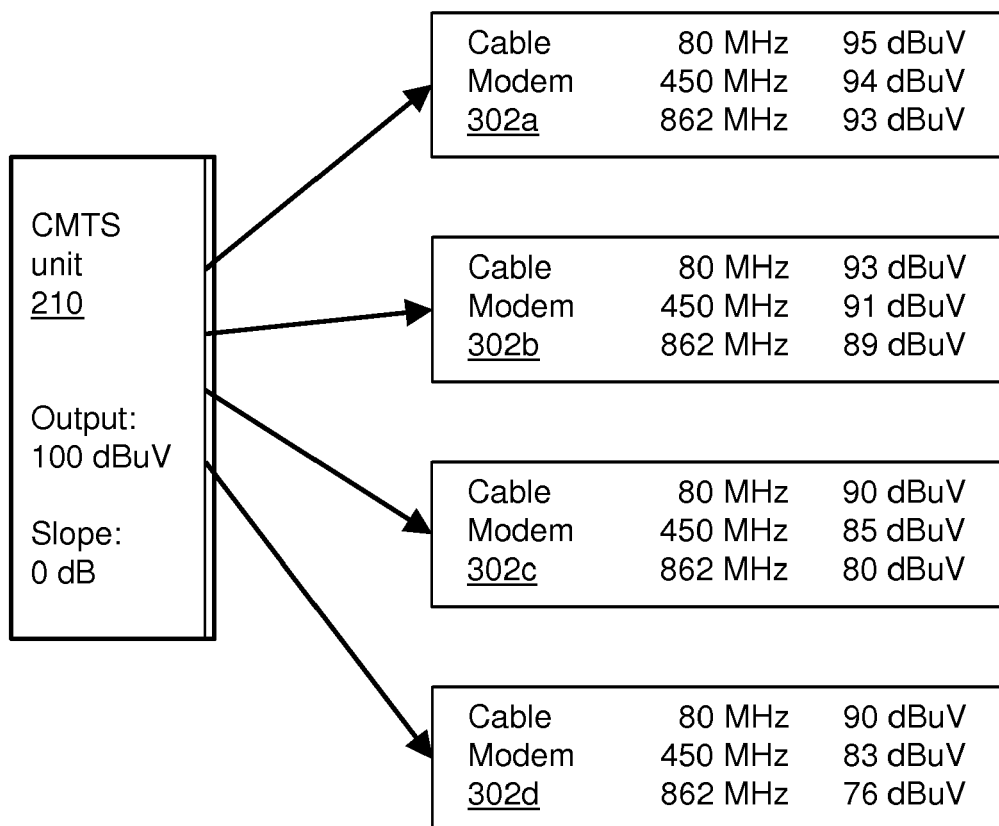 CMTS
unit
210
Output:
100 dBuV
Slope:
0 dB
Cable 80 MHz 95 dBuV
Modem 450 MHz 94 dBuV
302a 862 MHz 93 dBuV
Cable 80 MHz 93 dBuV
Modem 450 MHz 91 dBuV
302b 862 MHz 89 dBuV
Cable 80 MHz 90 dBuV
Modem 450 MHz 85 dBuV
302c 862 MHz 80 dBuV
Cable 80 MHz 90 dBuV
Modem 450 MHz 83 dBuV
302d 862 MHz 76 dBuV